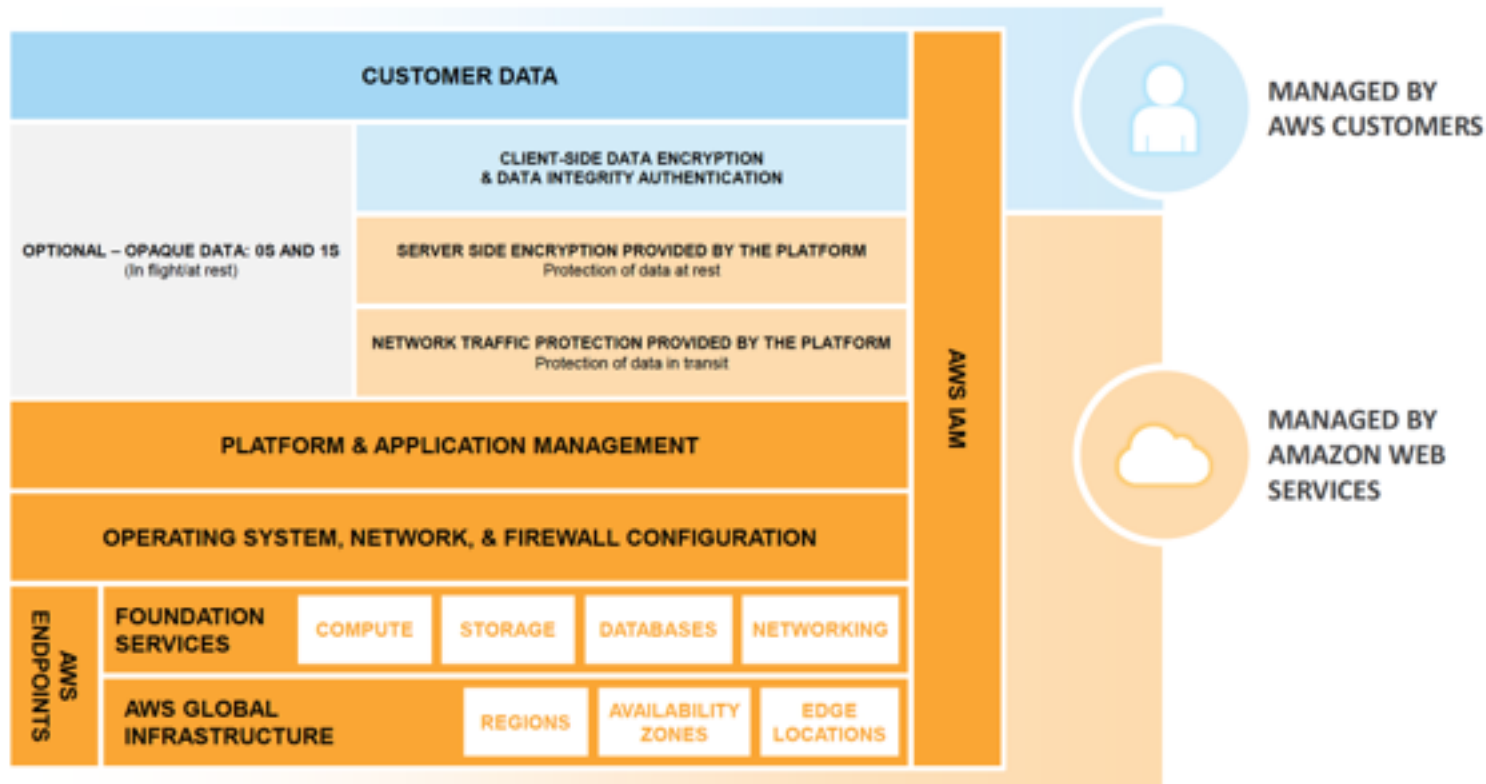 CUSTOMER DATA
MANAGED BY
AWS CUSTOMERS
CLIENT-SIDE DATA ENCRYPTION
& DATA INTEGRITY AUTHENTICATION
OPTIONAL – OPAQUE DATA: 0S AND 1S
(In flight/at rest)
SERVER SIDE ENCRYPTION PROVIDED BY THE PLATFORM
Protection of data at rest
NETWORK TRAFFIC PROTECTION PROVIDED BY THE PLATFORM
Protection of data in transit
AWS IAM
MANAGED BY
AMAZON WEB
SERVICES
PLATFORM & APPLICATION MANAGEMENT
OPERATING SYSTEM, NETWORK, & FIREWALL CONFIGURATION
AWS
ENDPOINTS
FOUNDATION
SERVICES
COMPUTE
STORAGE
DATABASES
NETWORKING
AWS GLOBAL
INFRASTRUCTURE
REGIONS
AVAILABILITY
ZONES
EDGE
LOCATIONS